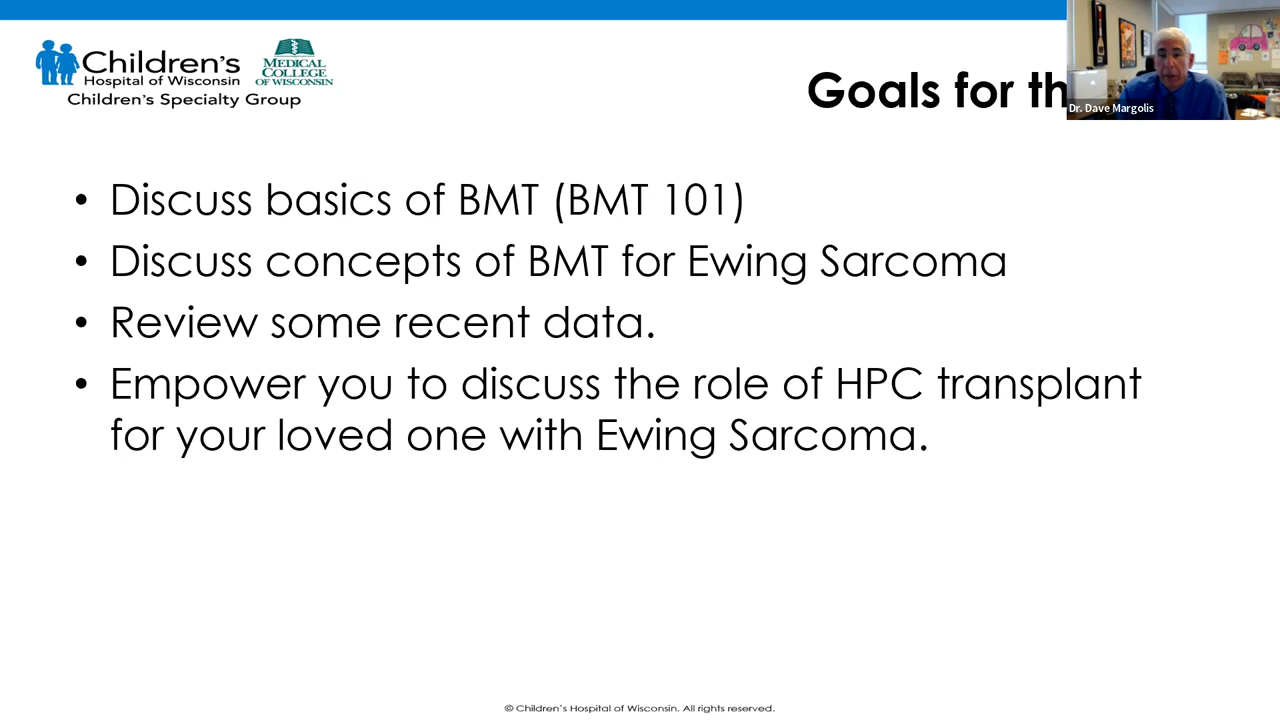 Children's
Hospital of Wisconsin
Children's Specialty Group
MEDICAL
COLLEGE
OF WISCONSIN
Goals for th
Dr. Dave Margolis
• Discuss basics of BMT (BMT 101)
• Discuss concepts of BMT for Ewing Sarcoma
• Review some recent data.
• Empower you to discuss the role of HPC transplant
for your loved one with Ewing Sarcoma.
© Children's Hospital of Wisconsin. All rights reserved.